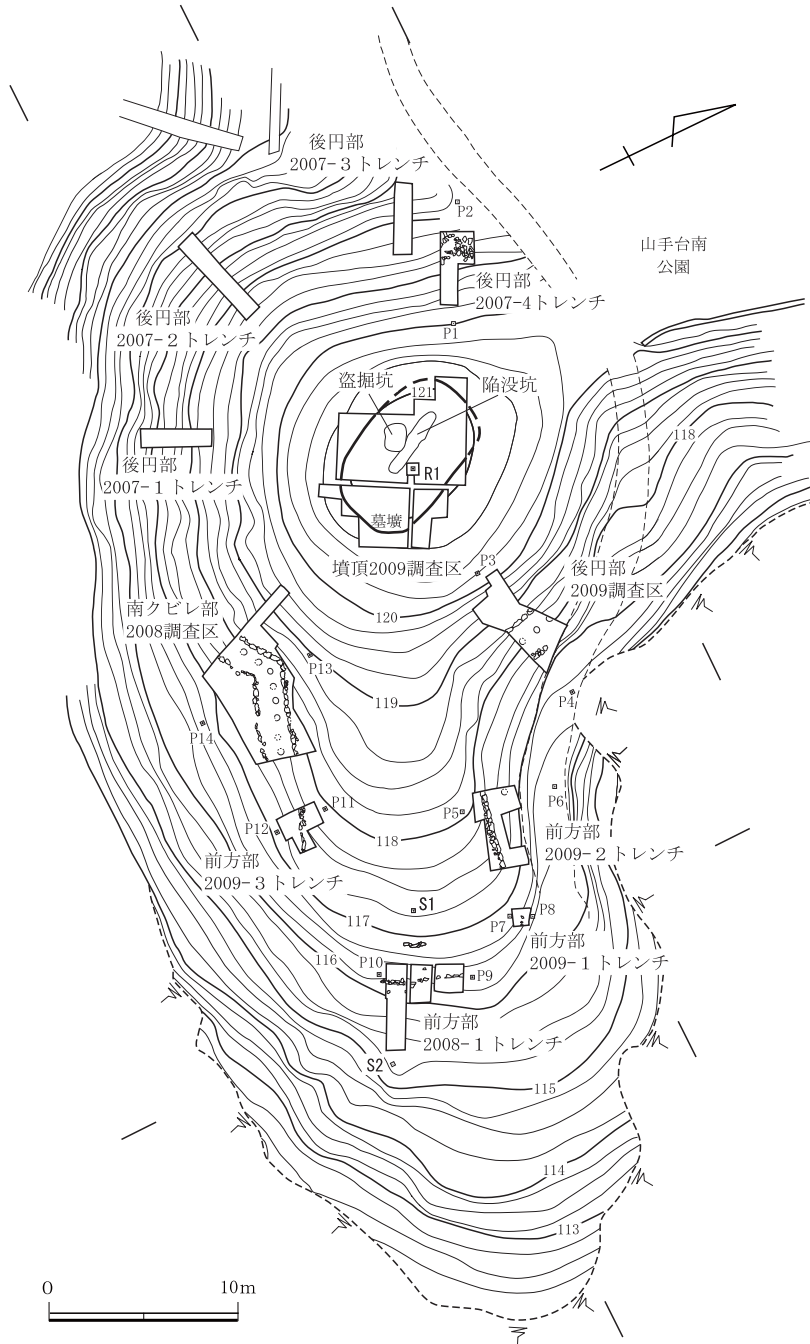 後円部
2007-3トレンチ
P2
山手台南
公園
後円部
2007-4トレンチ
後円部
2007-2トレンチ
P1
盗掘坑
陥没坑
121
118
R1
後円部
2007-1トレンチ
墓壙
墳頂2009調査区
P3
後円部
2009調査区
南クビレ部
2008調査区
120
P13
119
P4
P14
P11
P5
P6
P12
118
前方部
2009-2トレンチ
前方部
2009-3トレンチ
S1
117
P7
P8
前方部
2009-1トレンチ
116
P10
P9
前方部
2008-1トレンチ
S2
115
114
113
0
10m